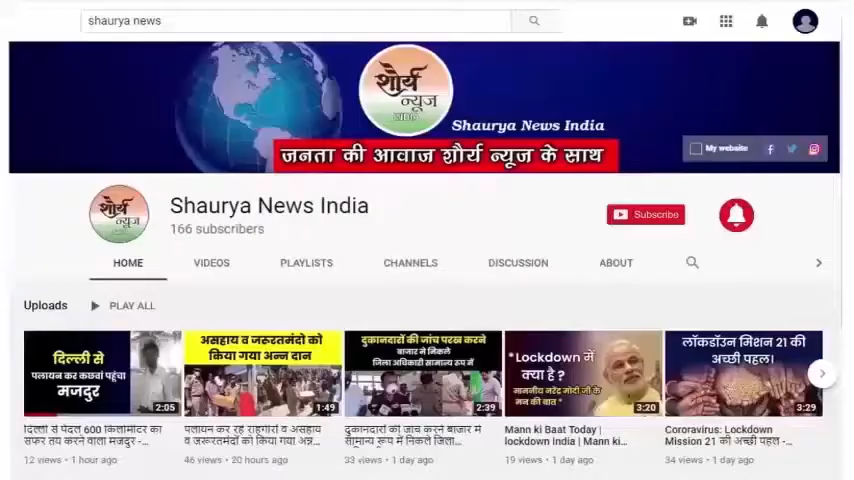 shaurya news
शौर्य
न्यूज
INDIA
Shaurya News India
जनता की आवाज शौर्य न्यूज के साथ
My website
शौर्य
न्यूज
Shaurya News India
166 subscribers
Subscribe
HOME
VIDEOS
PLAYLISTS
CHANNELS
DISCUSSION
ABOUT
Uploads
PLAY ALL
दिल्ली से
पलायन कर कछवां पहुंचा
मजदुर
2:05
असहाय व जरूरतमंदो को
किया गया अन्न दान
1:49
दुकानदारों की जांच परख करने
बाजार मे निकले
जिला अधिकारी सामान्य रूप में
2:39
"Lockdown में
क्या है ?
माननीय नरेंद्र मोदी जी के
मन की बात "
3:20
लॉकडॉउन मिशन 21 की
अच्छी पहल।
3:29
दिल्ली से पैदल 600 किलोमीटर का
सफर तय करने वाला मजदुर -...
12 views • 1 hour ago
पलायन कर रहे राहगीरों व असहाय
व जरूरतमंदों को किया गया अन्न...
46 views • 20 hours ago
दुकानदारों की जांच करने बाजार में
सामान्य रूप में निकले जिला...
33 views • 1 day ago
Mann ki Baat Today |
lockdown India | Mann ki...
19 views • 1 day ago
Cororavirus: Lockdown
Mission 21 की अच्छी पहल -...
34 views • 1 day ago